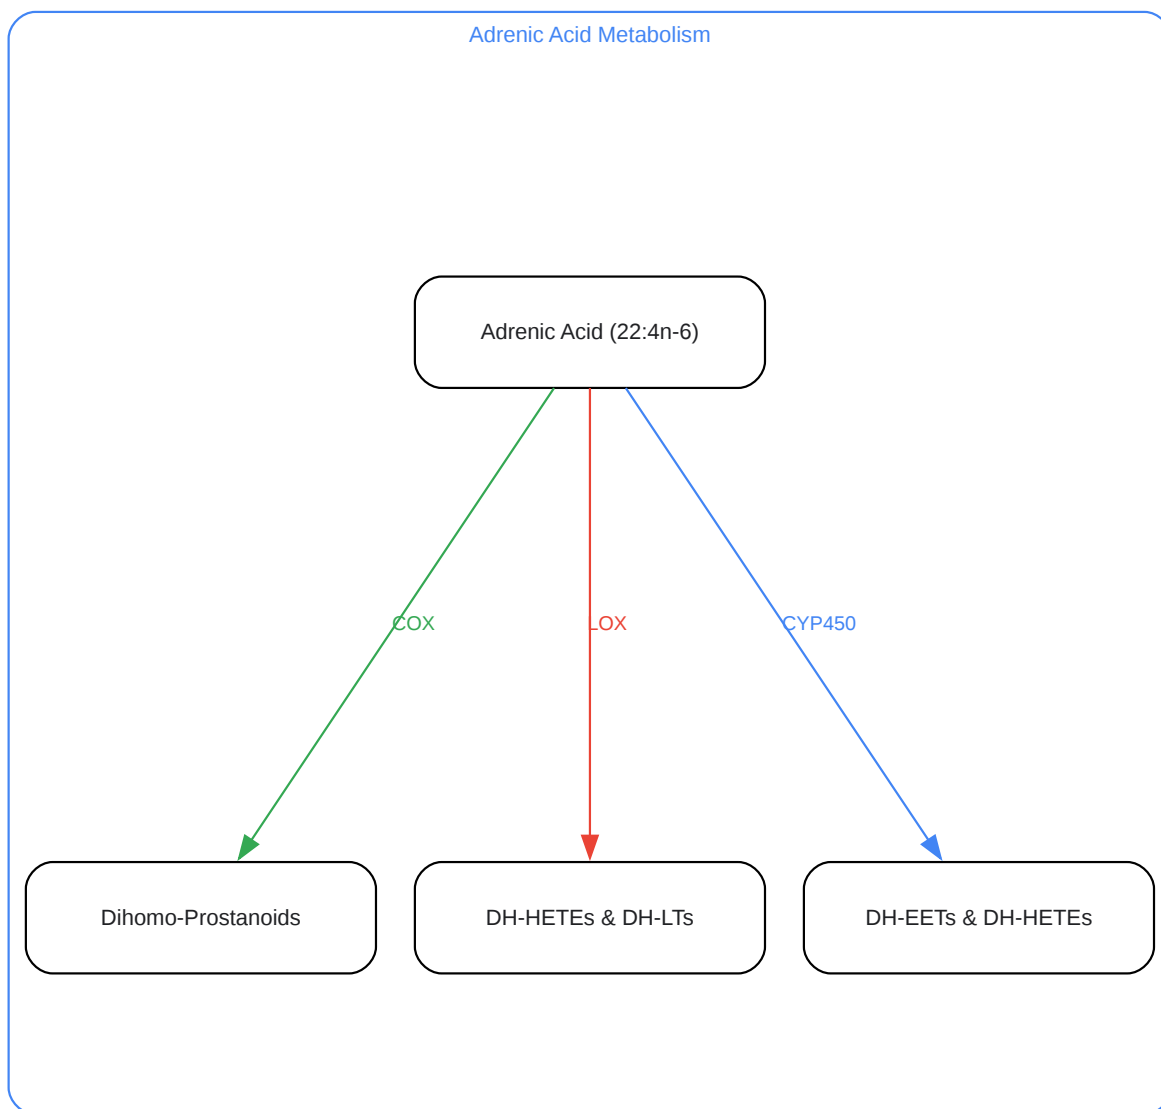 Adrenic Acid Metabolism
Adrenic Acid (22:4n-6)
COX
LOX
CYP450
Dihomo-Prostanoids
DH-HETEs & DH-LTs
DH-EETs & DH-HETEs